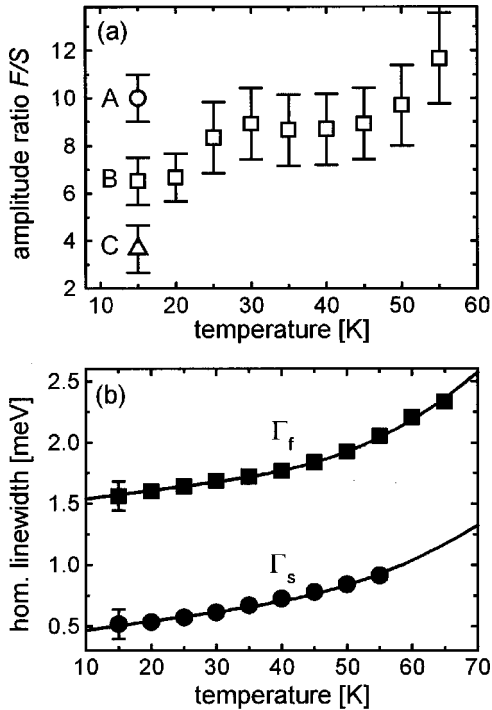 (a)
amplitude ratio F/S
12
10
8
6
4
2
A
B
C
10 20 30 40 50 60
temperature [K]
(b)
hom. linewidth [meV]
2.5
2.0
1.5
1.0
0.5
Γf
Γs
10 20 30 40 50 60 70
temperature [K]